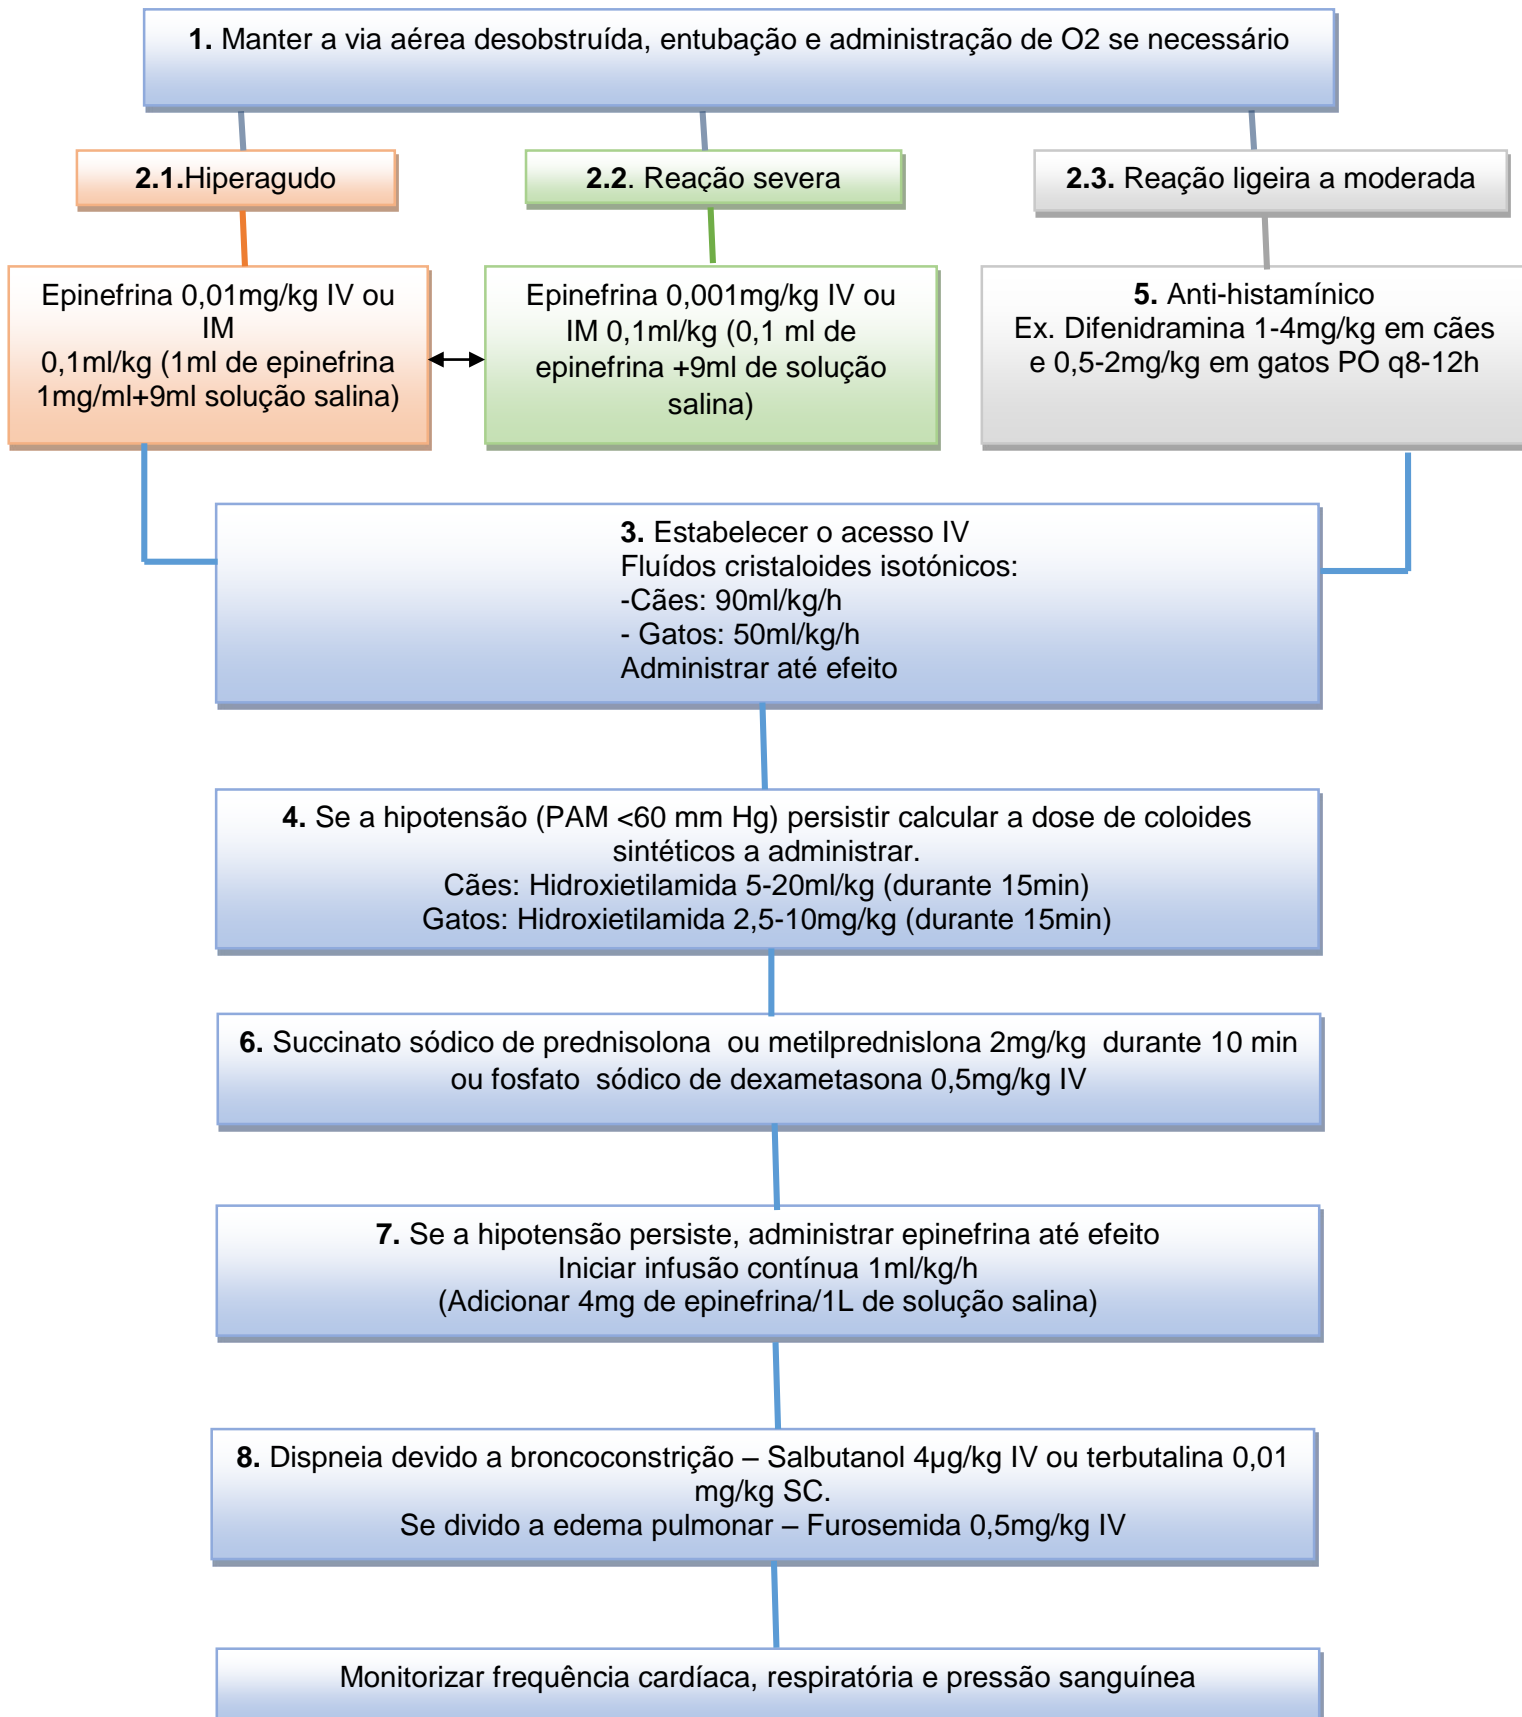 1. Manter a via aérea desobstruída, entubação e administração de O2 se necessário
2.1.Hiperagudo
2.2. Reação severa
2.3. Reação ligeira a moderada
Epinefrina 0,01mg/kg IV ou
IM
0,1ml/kg (1ml de epinefrina
1mg/ml+9ml solução salina)
Epinefrina 0,001mg/kg IV ou
IM 0,1ml/kg (0,1 ml de
epinefrina +9ml de solução
salina)
5. Anti-histamínico
Ex. Difenidramina 1-4mg/kg em cães
e 0,5-2mg/kg em gatos PO q8-12h
3. Estabelecer o acesso IV
Fluídos cristaloides isotónicos:
-Cães: 90ml/kg/h
- Gatos: 50ml/kg/h
Administrar até efeito
4. Se a hipotensão (PAM <60 mm Hg) persistir calcular a dose de coloides
sintéticos a administrar.
Cães: Hidroxietilamida 5-20ml/kg (durante 15min)
Gatos: Hidroxietilamida 2,5-10mg/kg (durante 15min)
6. Succinato sódico de prednisolona ou metilprednislona 2mg/kg durante 10 min
ou fosfato sódico de dexametasona 0,5mg/kg IV
7. Se a hipotensão persiste, administrar epinefrina até efeito
Iniciar infusão contínua 1ml/kg/h
(Adicionar 4mg de epinefrina/1L de solução salina)
8. Dispneia devido a broncoconstrição – Salbutanol 4µg/kg IV ou terbutalina 0,01
mg/kg SC.
Se divido a edema pulmonar – Furosemida 0,5mg/kg IV
Monitorizar frequência cardíaca, respiratória e pressão sanguínea